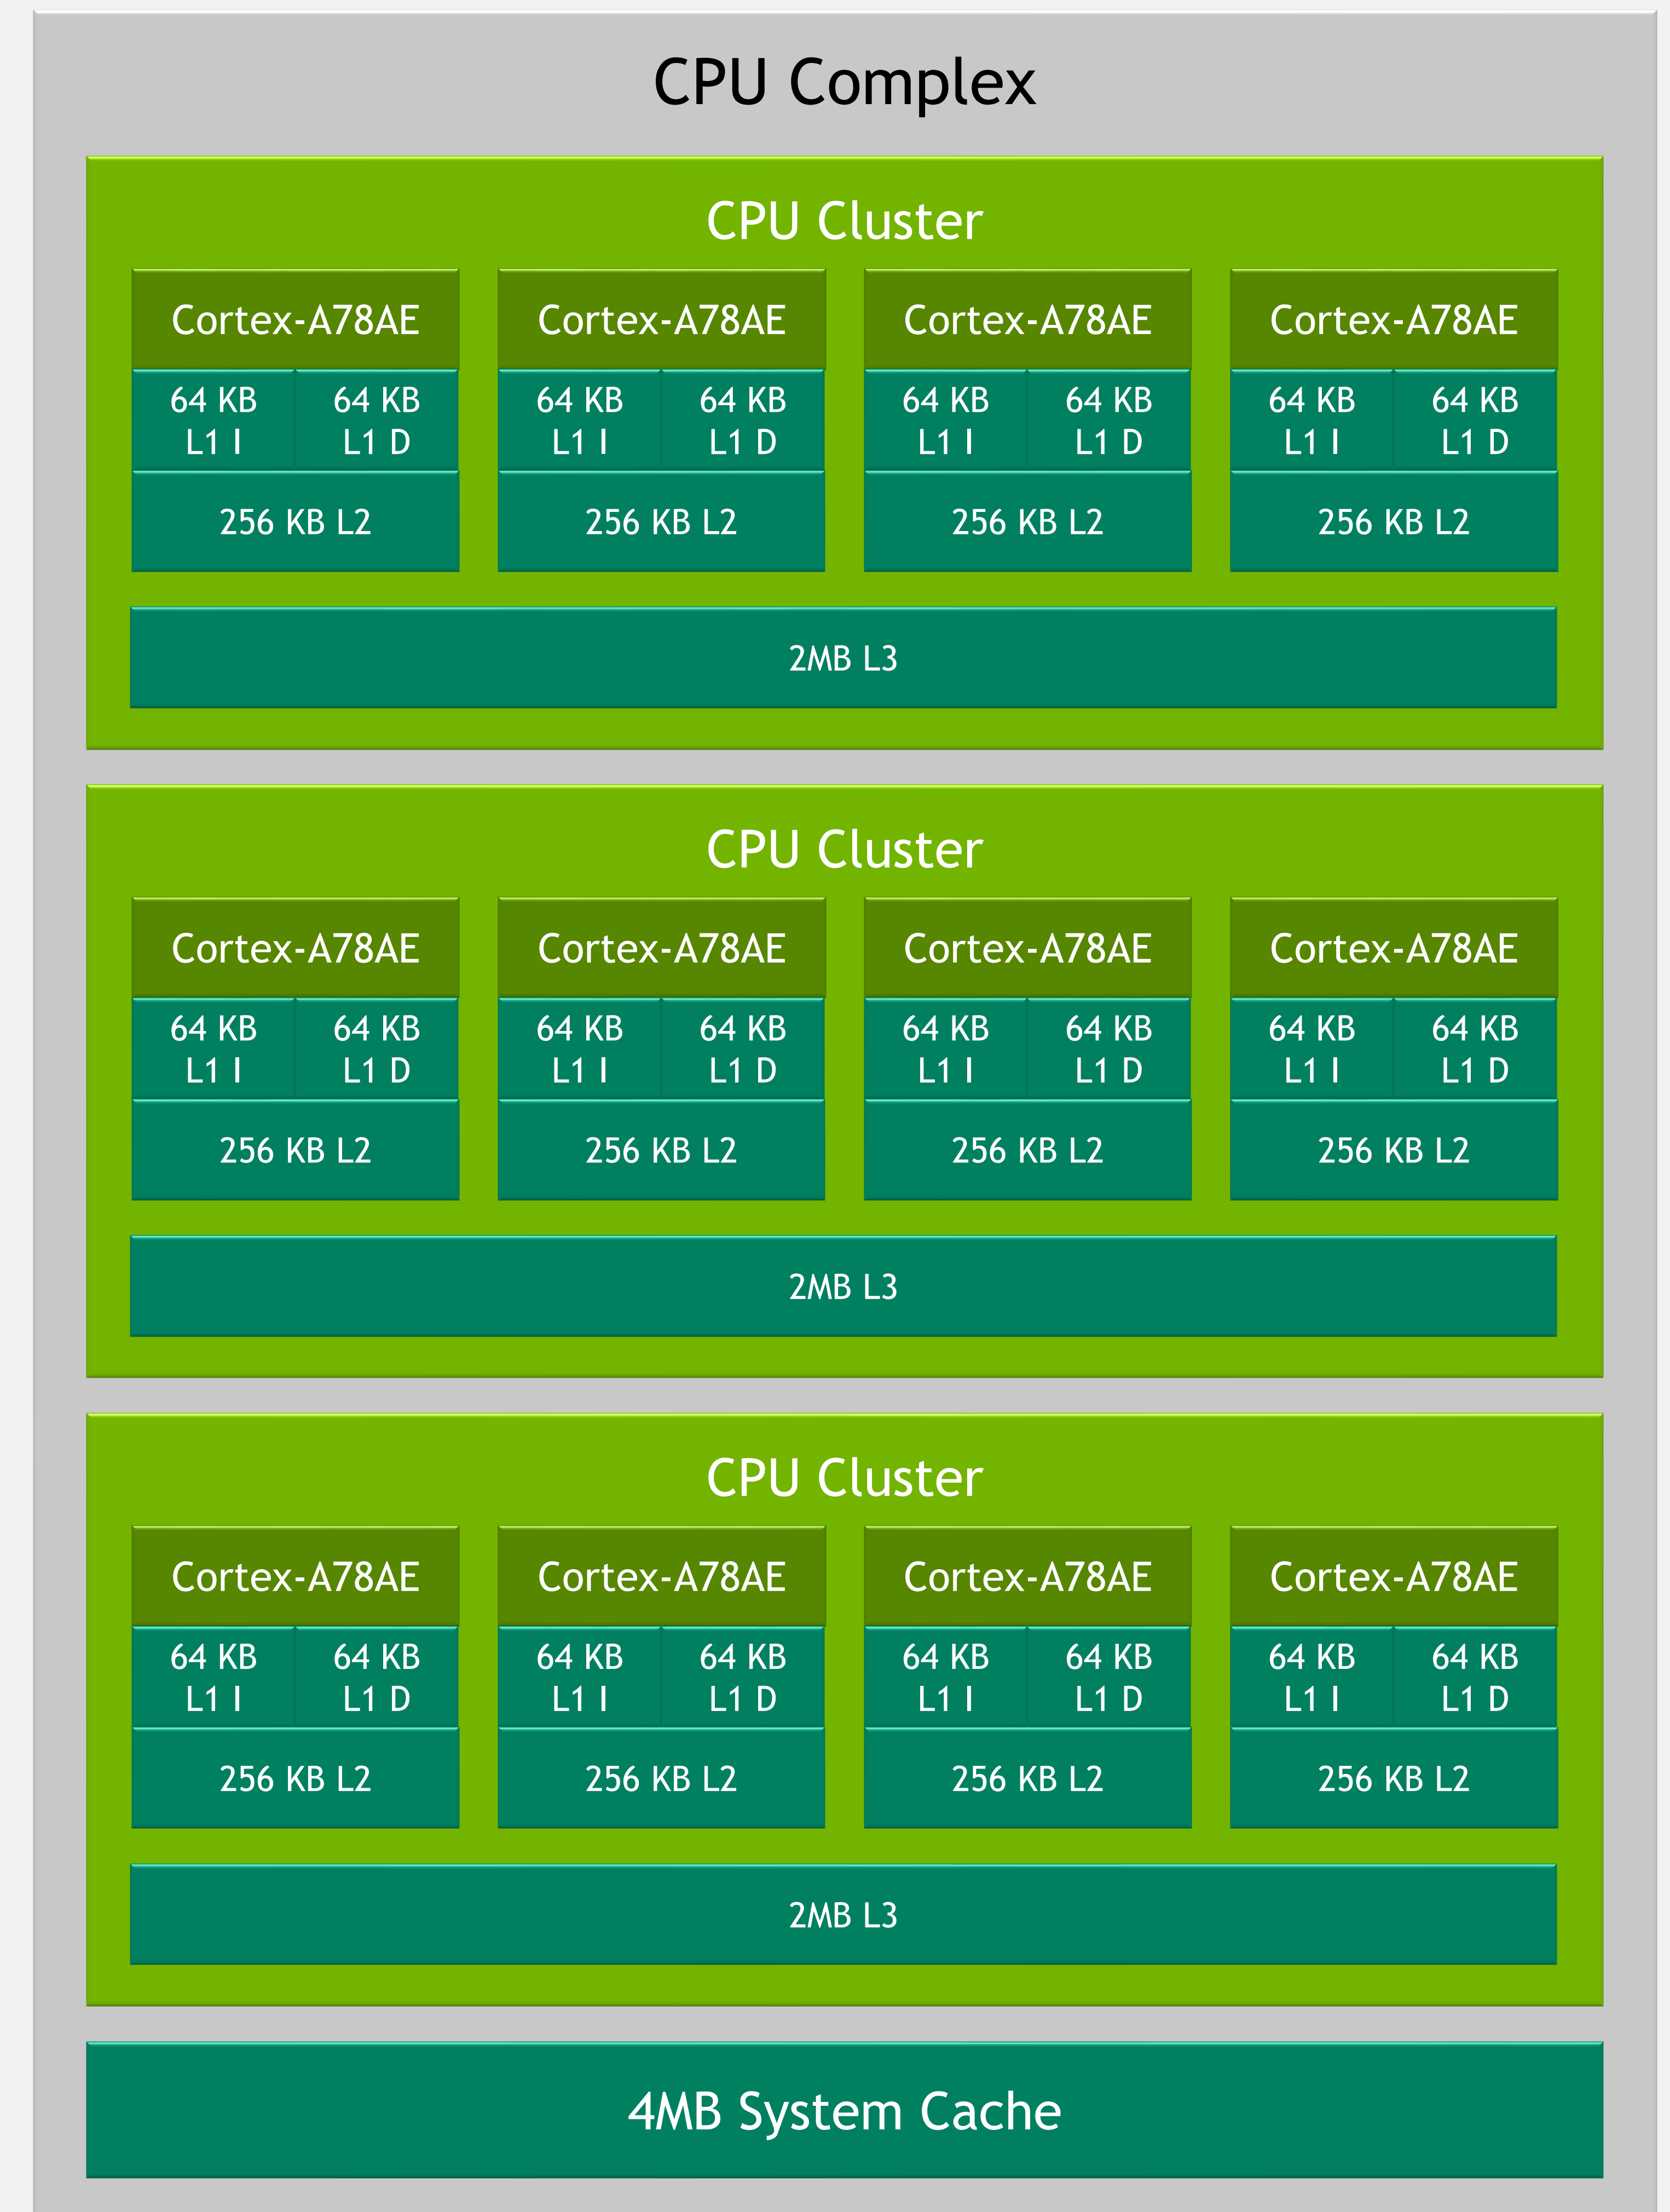 CPU Complex
CPU Cluster
Cortex-A78AE Cortex-A78AE Cortex-A78AE Cortex-A78AE
64 KB 64 KB 64 KB 64 KB 64 KB 64 KB 64 KB 64 KB
L1 I L1 D L1 I L1 D L1 I L1 D L1 I L1 D
256 KB L2 256 KB L2 256 KB L2 256 KB L2
2MB L3
CPU Cluster
Cortex-A78AE Cortex-A78AE Cortex-A78AE Cortex-A78AE
64 KB 64 KB 64 KB 64 KB 64 KB 64 KB 64 KB 64 KB
L1 I L1 D L1 I L1 D L1 I L1 D L1 I L1 D
256 KB L2 256 KB L2 256 KB L2 256 KB L2
2MB L3
CPU Cluster
Cortex-A78AE Cortex-A78AE Cortex-A78AE Cortex-A78AE
64 KB 64 KB 64 KB 64 KB 64 KB 64 KB 64 KB 64 KB
L1 I L1 D L1 I L1 D L1 I L1 D L1 I L1 D
256 KB L2 256 KB L2 256 KB L2 256 KB L2
2MB L3
4MB System Cache